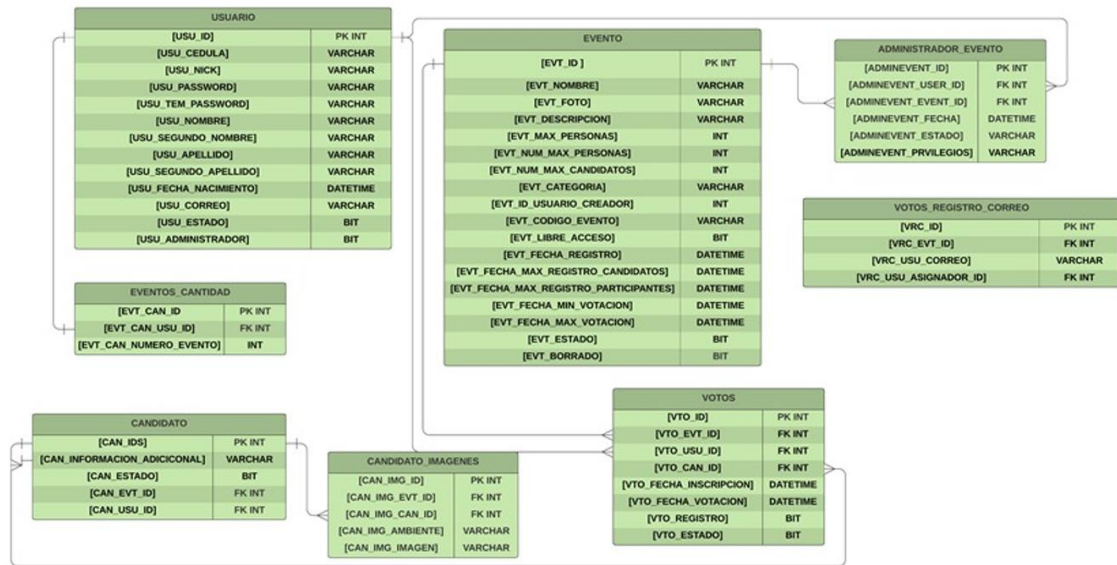 USUARIO
[USU_ID] PK INT
[USU_CEDULA] VARCHAR
[USU_NICK] VARCHAR
[USU_PASSWORD] VARCHAR
[USU_TEM_PASSWORD] VARCHAR
[USU_NOMBRE] VARCHAR
[USU_SEGUNDO_NOMBRE] VARCHAR
[USU_APELLIDO] VARCHAR
[USU_SEGUNDO_APELLIDO] VARCHAR
[USU_FECHA_NACIMIENTO] DATETIME
[USU_CORREO] VARCHAR
[USU_ESTADO] BIT
[USU_ADMINISTRADOR] BIT
EVENTO
[EVT_ID ] PK INT
[EVT_NOMBRE] VARCHAR
[EVT_FOTO] VARCHAR
[EVT_DESCRIPCION] VARCHAR
[EVT_MAX_PERSONAS] INT
[EVT_NUM_MAX_PERSONAS] INT
[EVT_NUM_MAX_CANDIDATOS] INT
[EVT_CATEGORIA] VARCHAR
[EVT_ID_USUARIO_CREADOR] INT
[EVT_CODIGO_EVENTO] VARCHAR
[EVT_LIBRE_ACCESO] BIT
[EVT_FECHA_REGISTRO] DATETIME
[EVT_FECHA_MAX_REGISTRO_CANDIDATOS] DATETIME
[EVT_FECHA_MAX_REGISTRO_PARTICIPANTES] DATETIME
[EVT_FECHA_MIN_VOTACION] DATETIME
[EVT_FECHA_MAX_VOTACION] DATETIME
[EVT_ESTADO] BIT
[EVT_BORRADO] BIT
ADMINISTRADOR_EVENTO
[ADMINEVENT_ID] PK INT
[ADMINEVENT_USER_ID] FK INT
[ADMINEVENT_EVENT_ID] FK INT
[ADMINEVENT_FECHA] DATETIME
[ADMINEVENT_ESTADO] VARCHAR
[ADMINEVENT_PRVILEGIOS] VARCHAR
VOTOS_REGISTRO_CORREO
[VRC_ID] PK INT
[VRC_EVT_ID] FK INT
[VRC_USU_CORREO] VARCHAR
[VRC_USU_ASIGNADOR_ID] FK INT
EVENTOS_CANTIDAD
[EVT_CAN_ID PK INT
[EVT_CAN_USU_ID] FK INT
[EVT_CAN_NUMERO_EVENTO] INT
CANDIDATO
[CAN_IDS] PK INT
[CAN_INFORMACION_ADICICONAL] VARCHAR
[CAN_ESTADO] BIT
[CAN_EVT_ID] FK INT
[CAN_USU_ID] FK INT
CANDIDATO_IMAGENES
[CAN_IMG_ID] PK INT
[CAN_IMG_EVT_ID] FK INT
[CAN_IMG_CAN_ID] FK INT
[CAN_IMG_AMBIENTE] VARCHAR
[CAN_IMG_IMAGEN] VARCHAR
VOTOS
[VTO_ID] PK INT
[VTO_EVT_ID] FK INT
[VTO_USU_ID] FK INT
[VTO_CAN_ID] FK INT
[VTO_FECHA_INSCRIPCION] DATETIME
[VTO_FECHA_VOTACION] DATETIME
[VTO_REGISTRO] BIT
[VTO_ESTADO] BIT